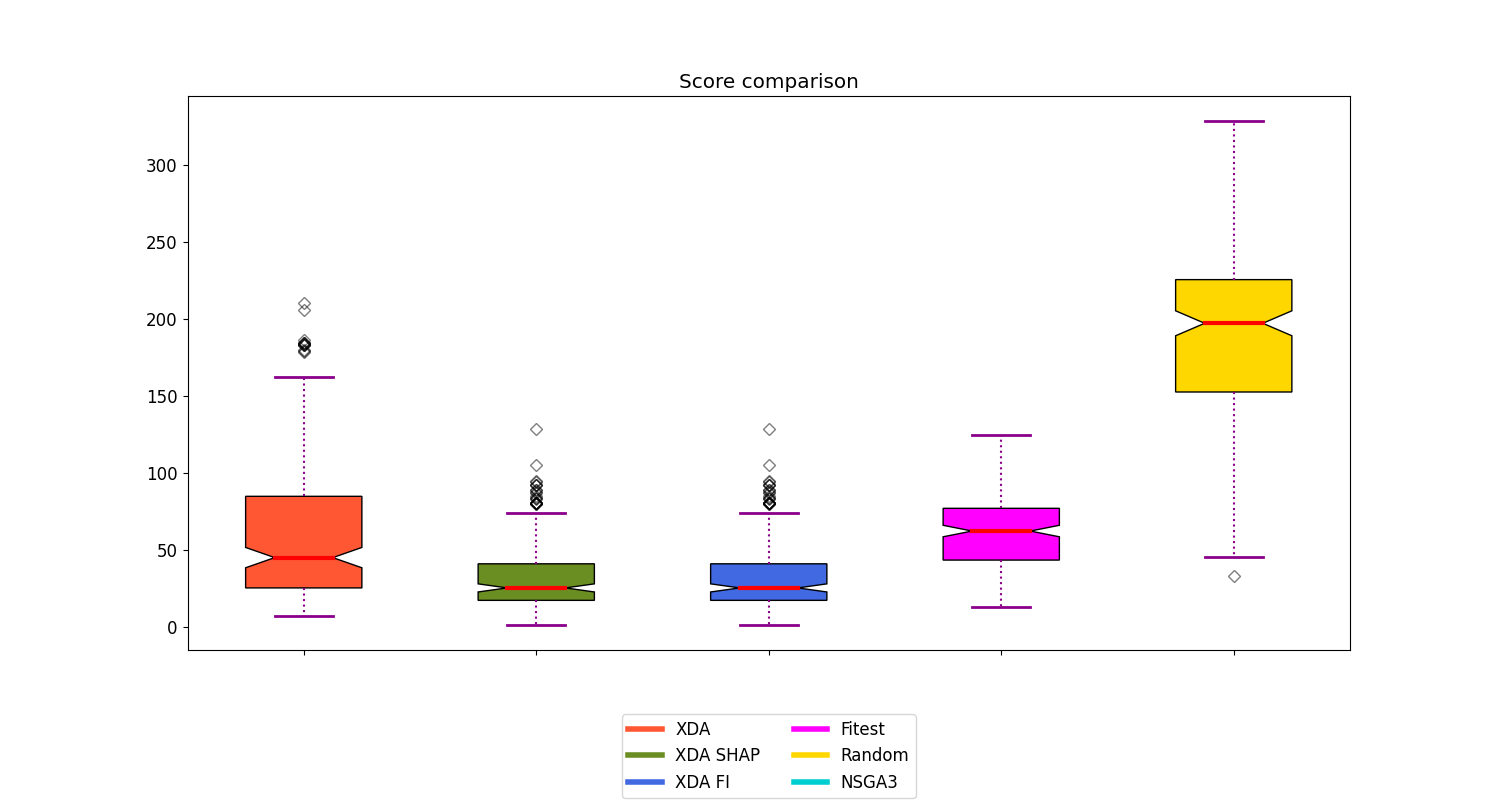 Score comparison
300
250
200
150
100
50
0
XDA
XDA SHAP
XDA FI
Fitest
Random
NSGA3